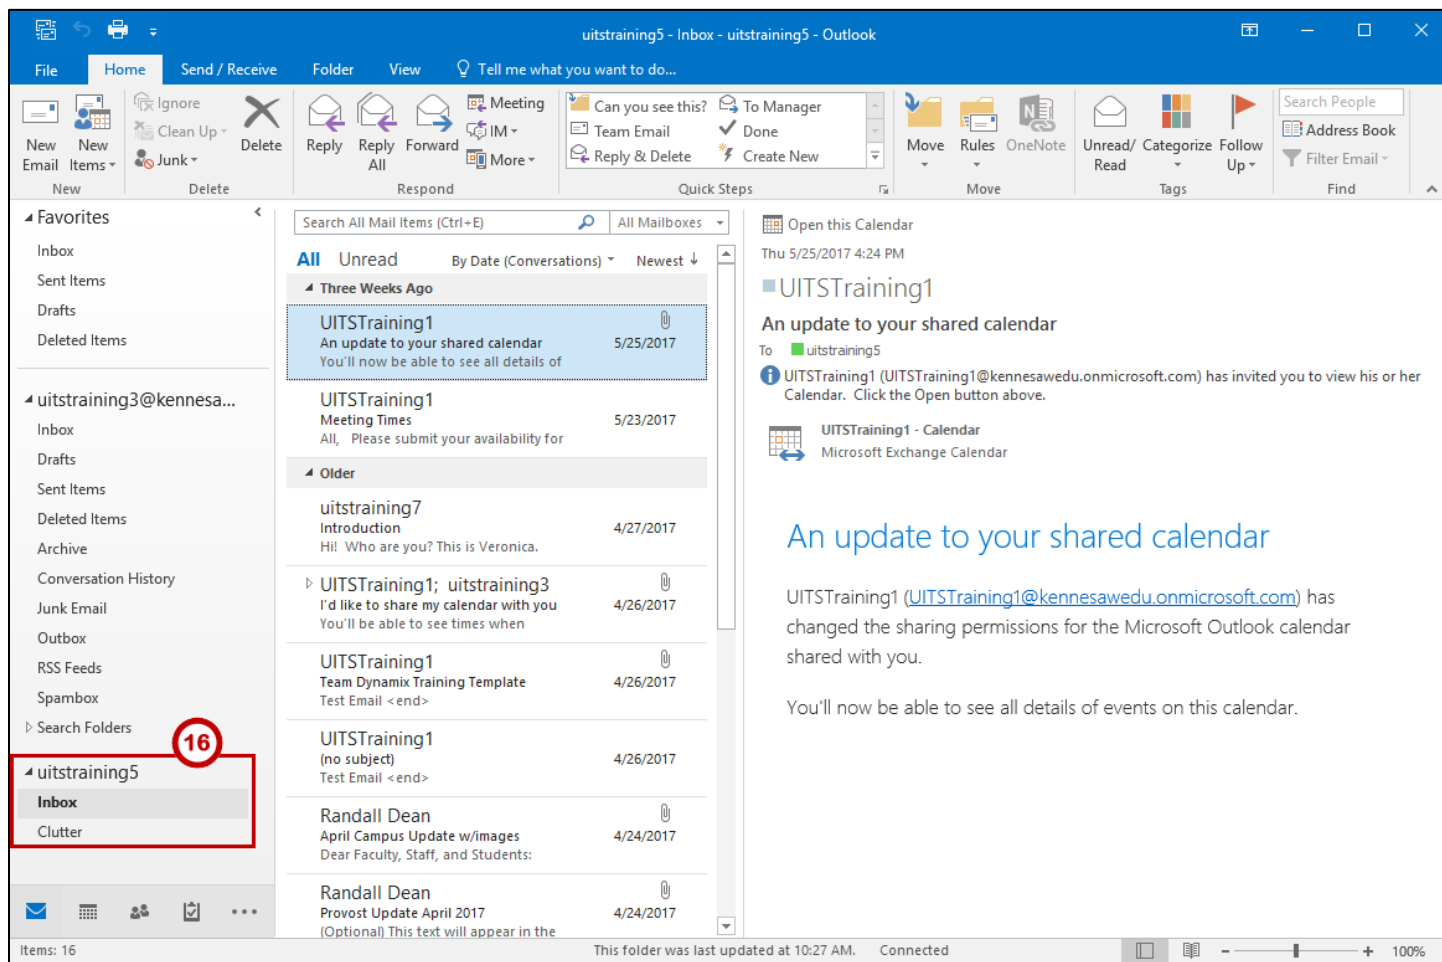 uitstraining5 - Inbox - uitstraining5 - Outlook
File Home Send / Receive Folder View Tell me what you want to do...
New Email
New Items
Ignore
Clean Up
Junk
Delete
Reply
Reply All
Forward
Meeting
IM
More
Can you see this?
Team Email
Reply & Delete
To Manager
Done
Create New
Move
Rules
OneNote
Unread/ Read
Categorize
Follow Up
Search People
Address Book
Filter Email
New Delete Respond Quick Steps Move Tags Find
Favorites
Inbox
Sent Items
Drafts
Deleted Items
uitstraining3@kennesa...
Inbox
Drafts
Sent Items
Deleted Items
Archive
Conversation History
Junk Email
Outbox
RSS Feeds
Spambox
Search Folders
16
uitstraining5
Inbox
Clutter
Search All Mail Items (Ctrl+E) All Mailboxes
All Unread By Date (Conversations) Newest
Three Weeks Ago
UITSTraining1
An update to your shared calendar 5/25/2017
You'll now be able to see all details of
UITSTraining1
Meeting Times 5/23/2017
All, Please submit your availability for
Older
uitstraining7
Introduction 4/27/2017
Hi! Who are you? This is Veronica.
UITSTraining1; uitstraining3
I'd like to share my calendar with you 4/26/2017
You'll be able to see times when
UITSTraining1
Team Dynamix Training Template 4/26/2017
Test Email <end>
UITSTraining1
(no subject) 4/26/2017
Test Email <end>
Randall Dean
April Campus Update w/images 4/24/2017
Dear Faculty, Staff, and Students:
Randall Dean
Provost Update April 2017 4/24/2017
(Optional) This text will appear in the
Open this Calendar
Thu 5/25/2017 4:24 PM
UITSTraining1
An update to your shared calendar
To uitstraining5
UITSTraining1 (UITSTraining1@kennesawedu.onmicrosoft.com) has invited you to view his or her
Calendar. Click the Open button above.
UITSTraining1 - Calendar
Microsoft Exchange Calendar
An update to your shared calendar
UITSTraining1 (UITSTraining1@kennesawedu.onmicrosoft.com) has
changed the sharing permissions for the Microsoft Outlook calendar
shared with you.
You'll now be able to see all details of events on this calendar.
Items: 16 This folder was last updated at 10:27 AM. Connected 100%